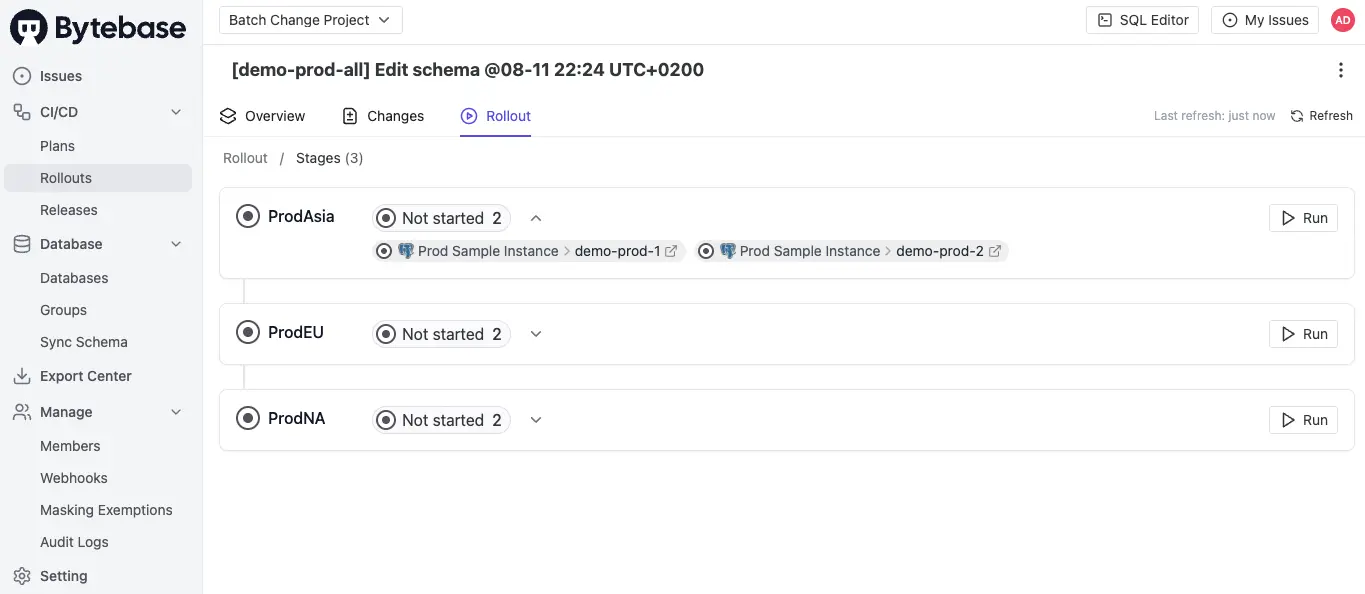 Bytebase
Batch Change Project
SQL Editor
My Issues
AD
Issues
CI/CD
Plans
Rollouts
Releases
Database
Databases
Groups
Sync Schema
Export Center
Manage
Members
Webhooks
Masking Exemptions
Audit Logs
Setting
[demo-prod-all] Edit schema @08-11 22:24 UTC+0200
Overview Changes Rollout
Last refresh: just now Refresh
Rollout / Stages (3)
ProdAsia Not started 2 Run
Prod Sample Instance > demo-prod-1 Prod Sample Instance > demo-prod-2
ProdEU Not started 2 Run
ProdNA Not started 2 Run